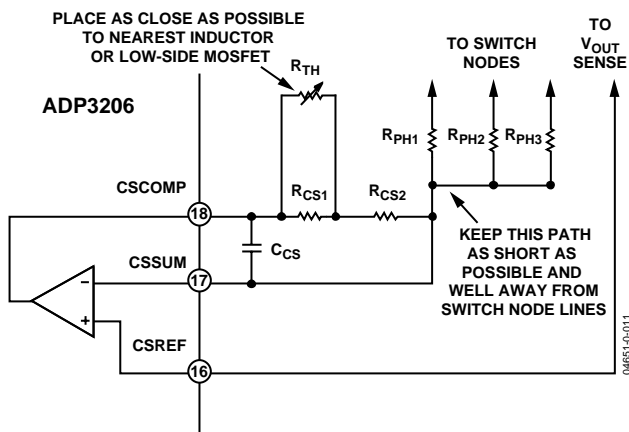 PLACE AS CLOSE AS POSSIBLE
TO NEAREST INDUCTOR
OR LOW-SIDE MOSFET
TO SWITCH
NODES
TO
VOUT
SENSE
RTH
ADP3206
RPH1
RPH2
RPH3
CSCOMP
18
RCS1
RCS2
CCS
KEEP THIS PATH
AS SHORT AS
POSSIBLE AND
WELL AWAY FROM
SWITCH NODE LINES
CSSUM
17
–
+
CSREF
16
04651-0-011